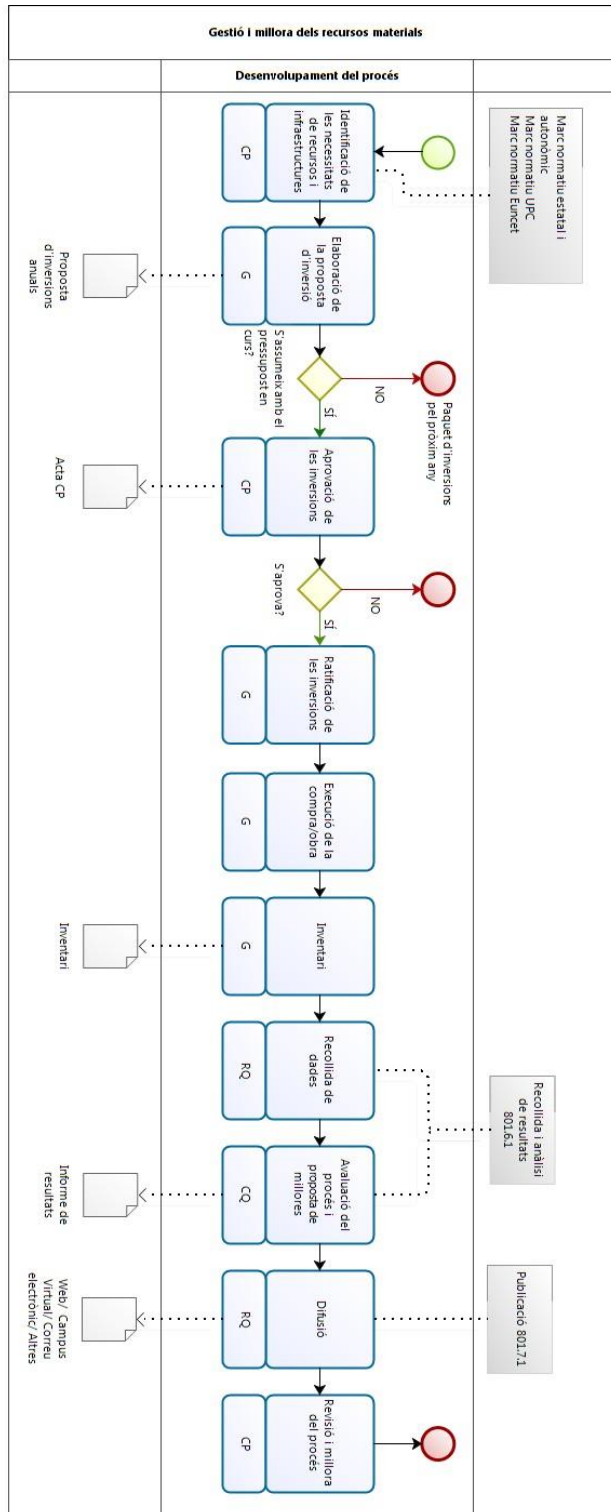 Gestió i millora dels recursos materials
Desenvolupament del procés
Marc normatiu estatal i
autonòmic
Marc normatiu UPC
Marc normatiu Euncet
Identificació de
les necessitats
de recursos i
infraestructures
CP
Elaboració de
la proposta
d'inversió
G
Proposta
d'inversions
anuals
S'assumeix amb el
pressupost en
curs?
NO
Paquet d'inversions
pel pròxim any
SÍ
Aprovació de
les inversions
CP
Acta CP
S'aprova?
NO
SÍ
Ratificació de
les inversions
G
Execució de la
compra/obra
G
Inventari
G
Inventari
Recollida de
dades
RQ
Recollida i anàlisi
de resultats
801.6.1
Avaluació del
procés i
proposta de
millores
CQ
Informe de
resultats
Difusió
RQ
Publicació 801.7.1
Web/ Campus
Virtual/ Correu
electrònic/ Altres
Revisió i millora
del procés
CP